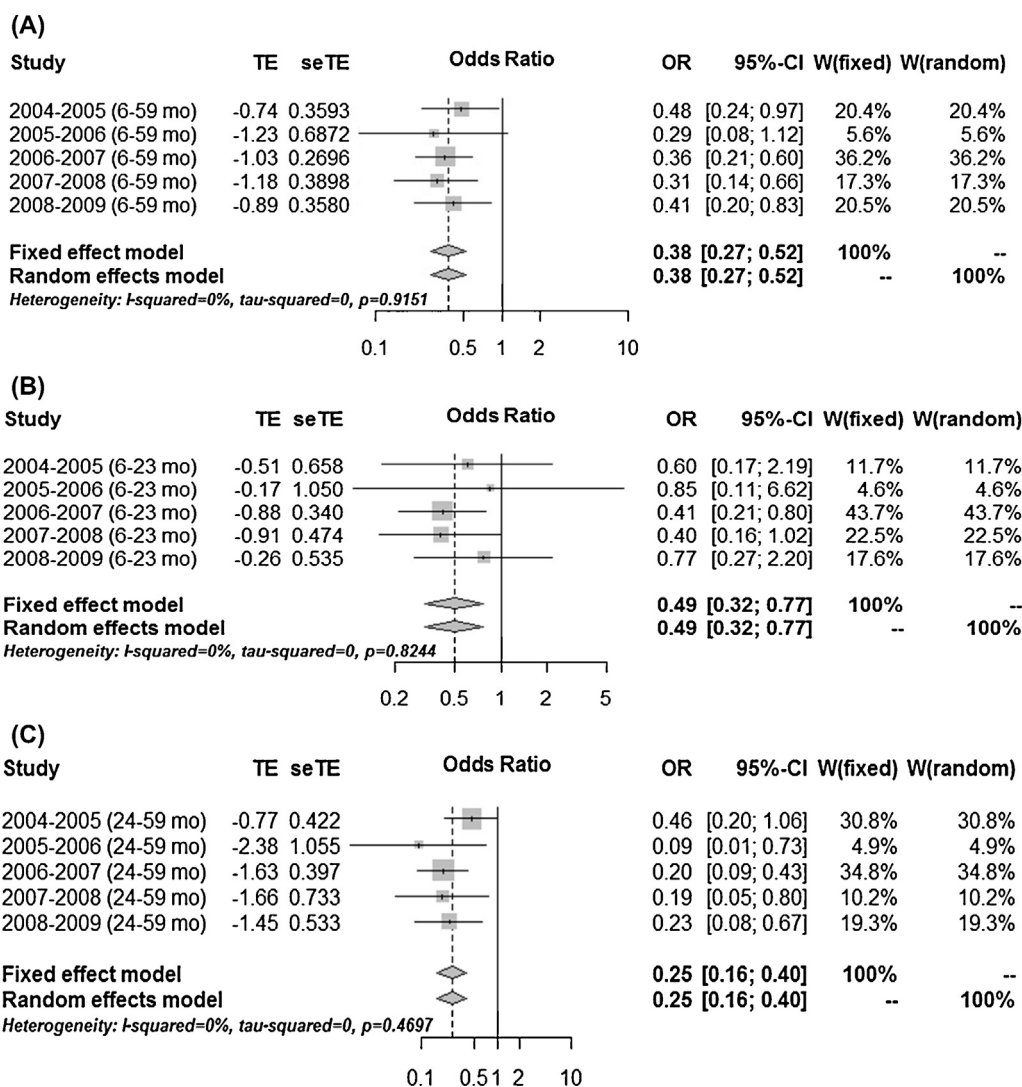 (A)
Study TE seTE Odds Ratio OR 95%-CI W(fixed) W(random)
2004-2005 (6-59 mo) -0.74 0.3593 0.48 [0.24; 0.97] 20.4% 20.4%
2005-2006 (6-59 mo) -1.23 0.6872 0.29 [0.08; 1.12] 5.6% 5.6%
2006-2007 (6-59 mo) -1.03 0.2696 0.36 [0.21; 0.60] 36.2% 36.2%
2007-2008 (6-59 mo) -1.18 0.3898 0.31 [0.14; 0.66] 17.3% 17.3%
2008-2009 (6-59 mo) -0.89 0.3580 0.41 [0.20; 0.83] 20.5% 20.5%
Fixed effect model 0.38 [0.27; 0.52] 100% --
Random effects model 0.38 [0.27; 0.52] -- 100%
Heterogeneity: I-squared=0%, tau-squared=0, p=0.9151
0.1 0.5 1 2 10
(B)
Study TE seTE Odds Ratio OR 95%-CI W(fixed) W(random)
2004-2005 (6-23 mo) -0.51 0.658 0.60 [0.17; 2.19] 11.7% 11.7%
2005-2006 (6-23 mo) -0.17 1.050 0.85 [0.11; 6.62] 4.6% 4.6%
2006-2007 (6-23 mo) -0.88 0.340 0.41 [0.21; 0.80] 43.7% 43.7%
2007-2008 (6-23 mo) -0.91 0.474 0.40 [0.16; 1.02] 22.5% 22.5%
2008-2009 (6-23 mo) -0.26 0.535 0.77 [0.27; 2.20] 17.6% 17.6%
Fixed effect model 0.49 [0.32; 0.77] 100% --
Random effects model 0.49 [0.32; 0.77] -- 100%
Heterogeneity: I-squared=0%, tau-squared=0, p=0.8244
0.2 0.5 1 2 5
(C)
Study TE seTE Odds Ratio OR 95%-CI W(fixed) W(random)
2004-2005 (24-59 mo) -0.77 0.422 0.46 [0.20; 1.06] 30.8% 30.8%
2005-2006 (24-59 mo) -2.38 1.055 0.09 [0.01; 0.73] 4.9% 4.9%
2006-2007 (24-59 mo) -1.63 0.397 0.20 [0.09; 0.43] 34.8% 34.8%
2007-2008 (24-59 mo) -1.66 0.733 0.19 [0.05; 0.80] 10.2% 10.2%
2008-2009 (24-59 mo) -1.45 0.533 0.23 [0.08; 0.67] 19.3% 19.3%
Fixed effect model 0.25 [0.16; 0.40] 100% --
Random effects model 0.25 [0.16; 0.40] -- 100%
Heterogeneity: I-squared=0%, tau-squared=0, p=0.4697
0.1 0.5 1 2 10